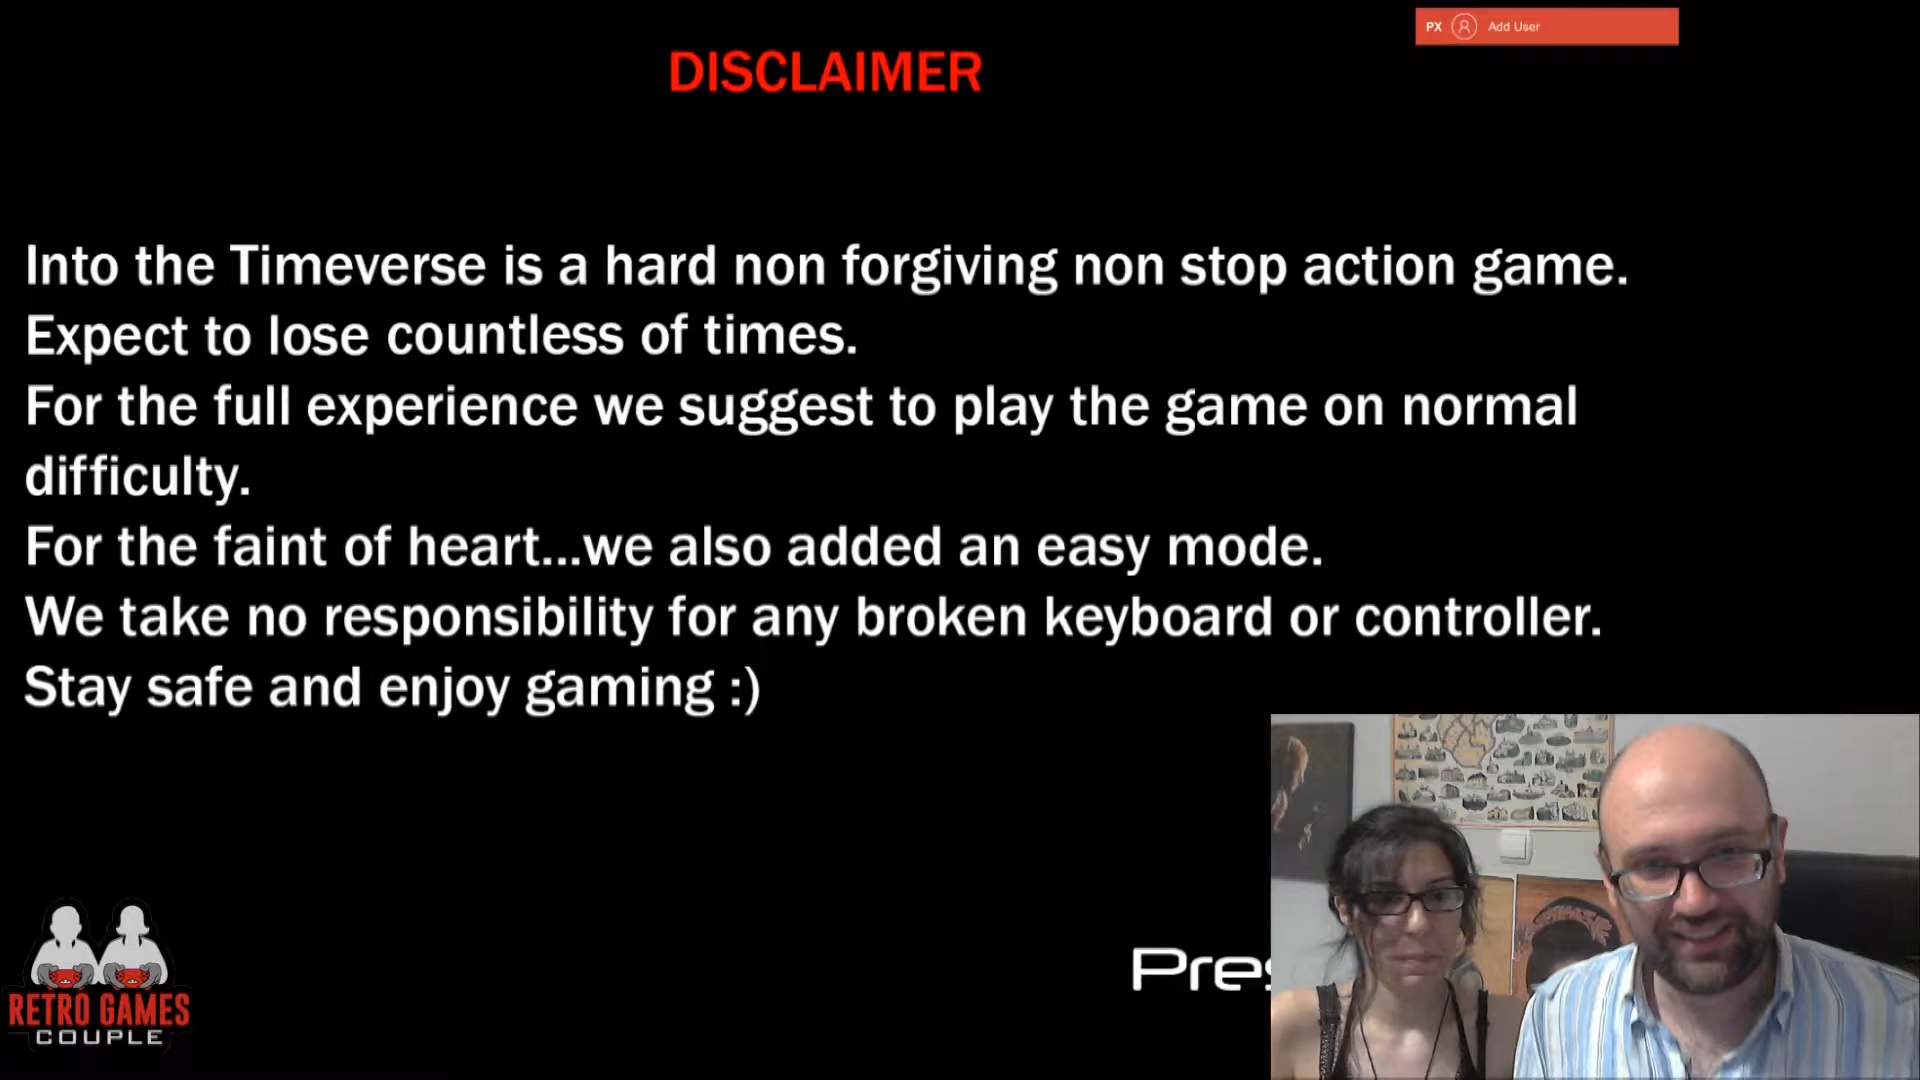 PX Add User
DISCLAIMER
Into the Timeverse is a hard non forgiving non stop action game.
Expect to lose countless of times.
For the full experience we suggest to play the game on normal
difficulty.
For the faint of heart...we also added an easy mode.
We take no responsibility for any broken keyboard or controller.
Stay safe and enjoy gaming :)
RETRO GAMES
COUPLE